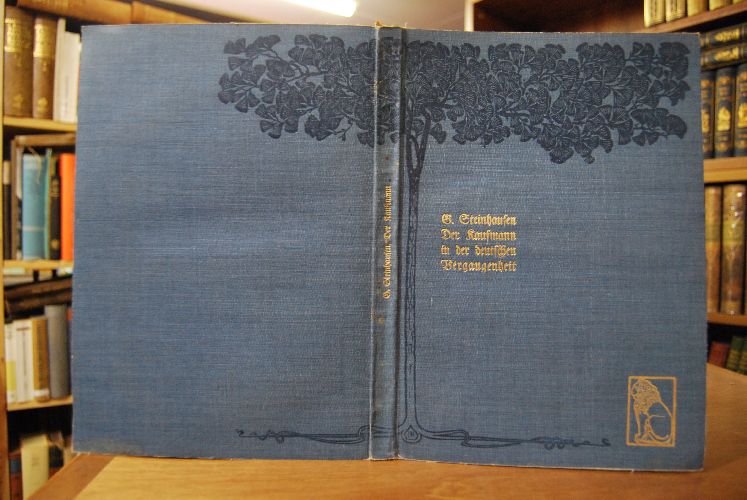 G. Steinhausen Der Kaufmann
G. Steinhausen
Der Kaufmann
in der deutschen
Vergangenheit